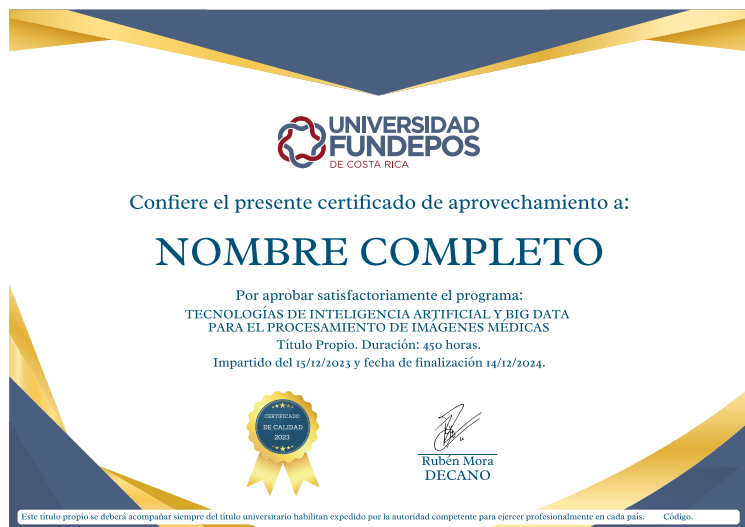 UNIVERSIDAD
FUNDEPOS
DE COSTA RICA
Confiere el presente certificado de aprovechamiento a:
NOMBRE COMPLETO
Por aprobar satisfactoriamente el programa:
TECNOLOGÍAS DE INTELIGENCIA ARTIFICIAL Y BIG DATA
PARA EL PROCESAMIENTO DE IMÁGENES MÉDICAS
Título Propio. Duración: 450 horas.
Impartido del 15/12/2023 y fecha de finalización 14/12/2024.
CERTIFICADO
DE CALIDAD
2023
Rubén Mora
DECANO
Este título propio se deberá acompañar siempre del título universitario habilitan expedido por la autoridad competente para ejercer profesionalmente en cada país. Código.